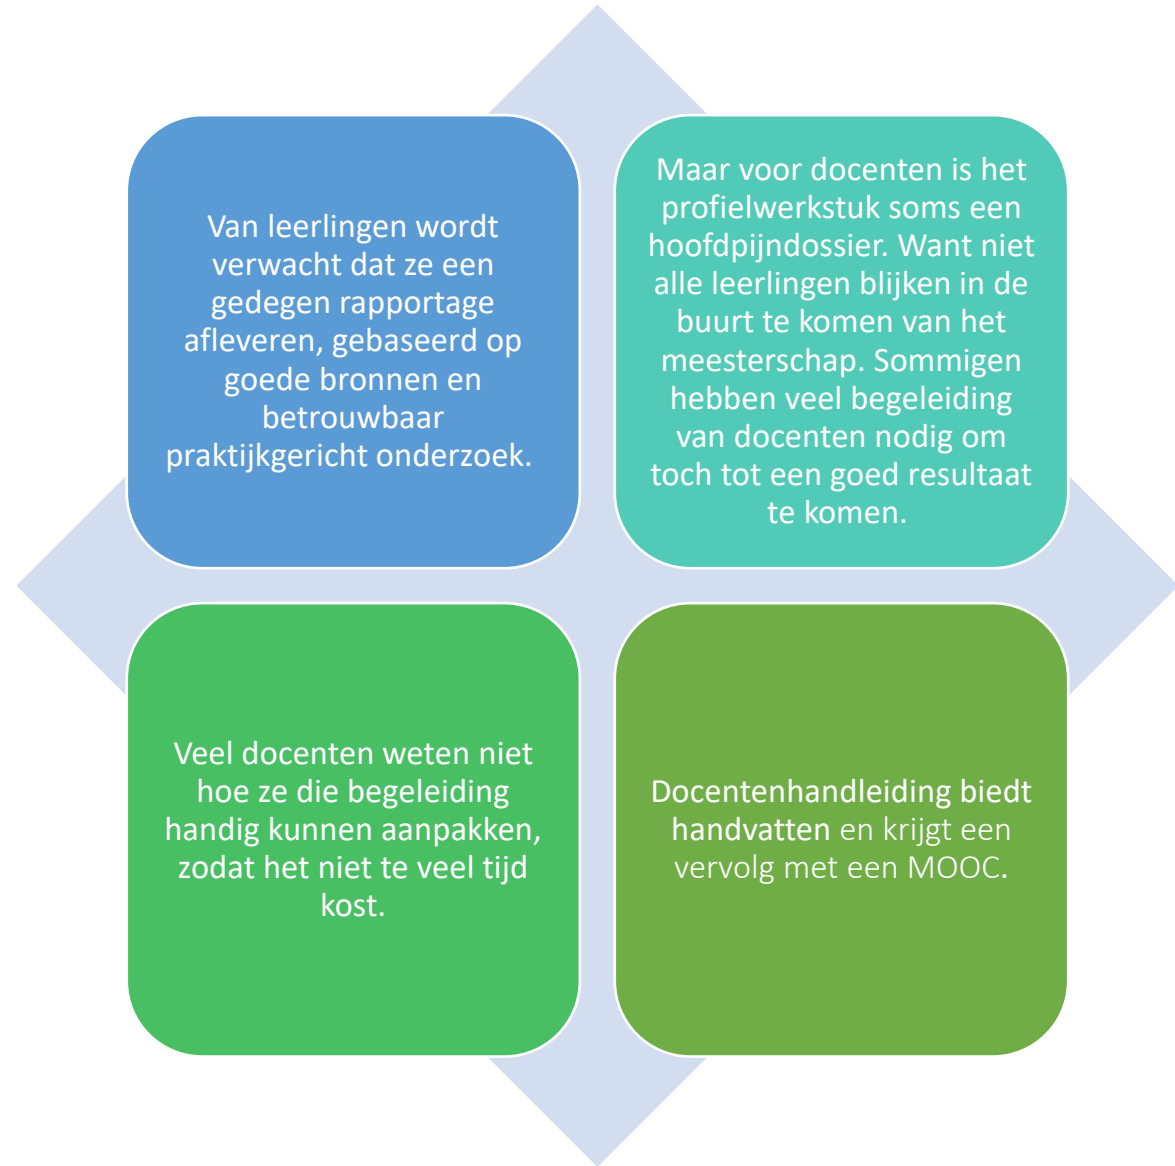 Van leerlingen wordt
verwacht dat ze een
gedegen rapportage
afleveren, gebaseerd op
goede bronnen en
betrouwbaar
praktijkgericht onderzoek.
Maar voor docenten is het
profielwerkstuk soms een
hoofdpijndossier. Want niet
alle leerlingen blijken in de
buurt te komen van het
meesterschap. Sommigen
hebben veel begeleiding
van docenten nodig om
toch tot een goed resultaat
te komen.
Veel docenten weten niet
hoe ze die begeleiding
handig kunnen aanpakken,
zodat het niet te veel tijd
kost.
Docentenhandleiding biedt
handvatten en krijgt een
vervolg met een MOOC.